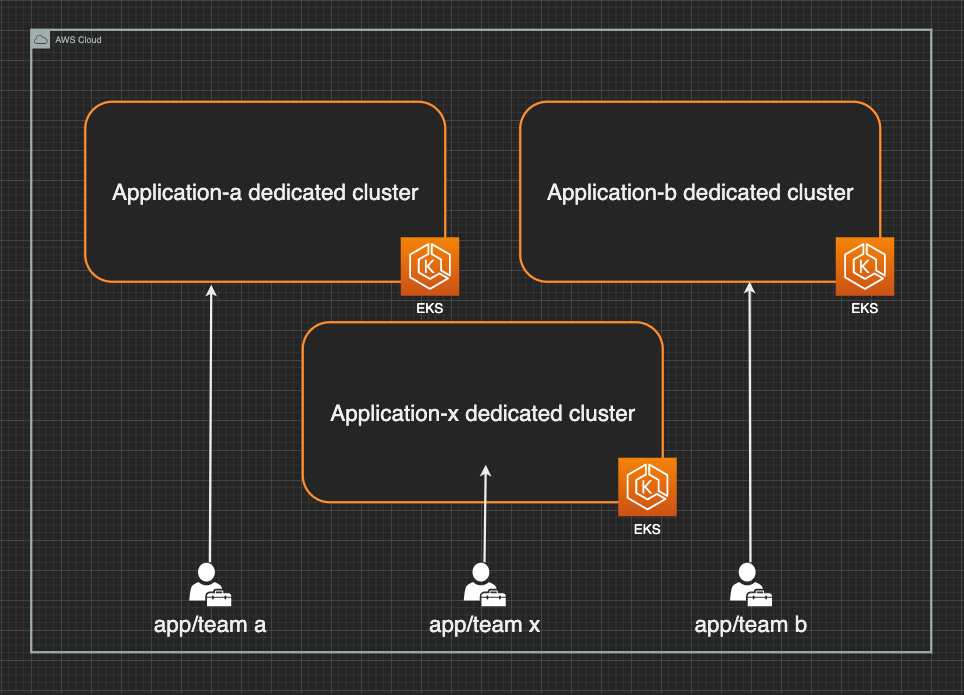 AWS Cloud
Application-a dedicated cluster
Application-b dedicated cluster
EKS
EKS
Application-x dedicated cluster
EKS
app/team a
app/team x
app/team b